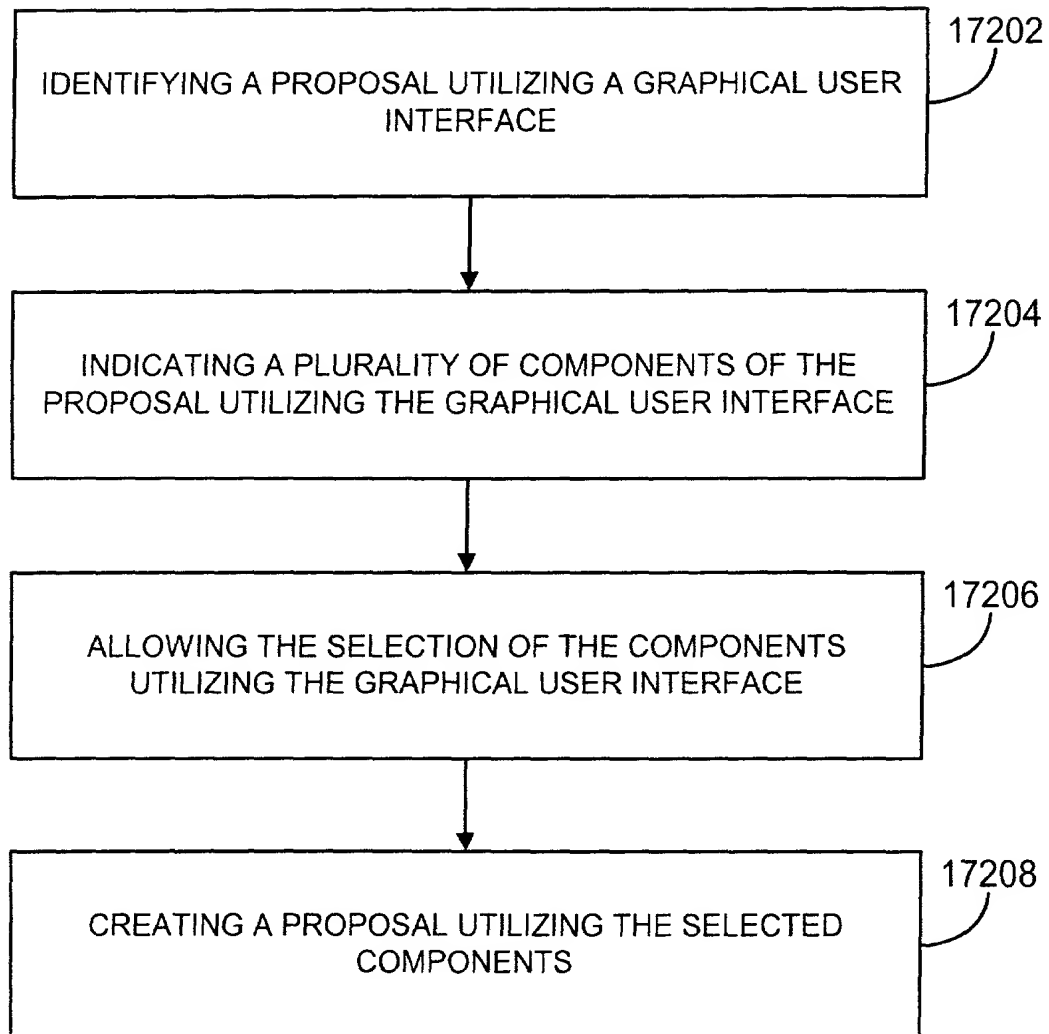 17202
IDENTIFYING A PROPOSAL UTILIZING A GRAPHICAL USER
INTERFACE
17204
INDICATING A PLURALITY OF COMPONENTS OF THE
PROPOSAL UTILIZING THE GRAPHICAL USER INTERFACE
17206
ALLOWING THE SELECTION OF THE COMPONENTS
UTILIZING THE GRAPHICAL USER INTERFACE
17208
CREATING A PROPOSAL UTILIZING THE SELECTED
COMPONENTS